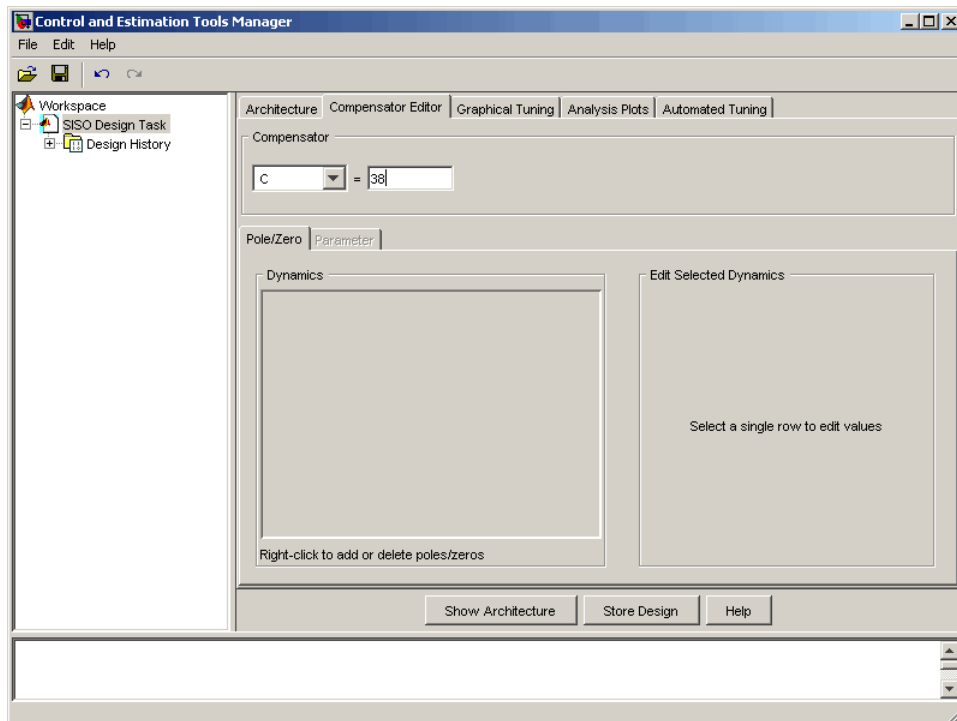 Control and Estimation Tools Manager
File Edit Help
Workspace
SISO Design Task
Design History
Architecture Compensator Editor Graphical Tuning Analysis Plots Automated Tuning
Compensator
C = 38
Pole/Zero Parameter
Dynamics
Edit Selected Dynamics
Select a single row to edit values
Right-click to add or delete poles/zeros
Show Architecture Store Design Help